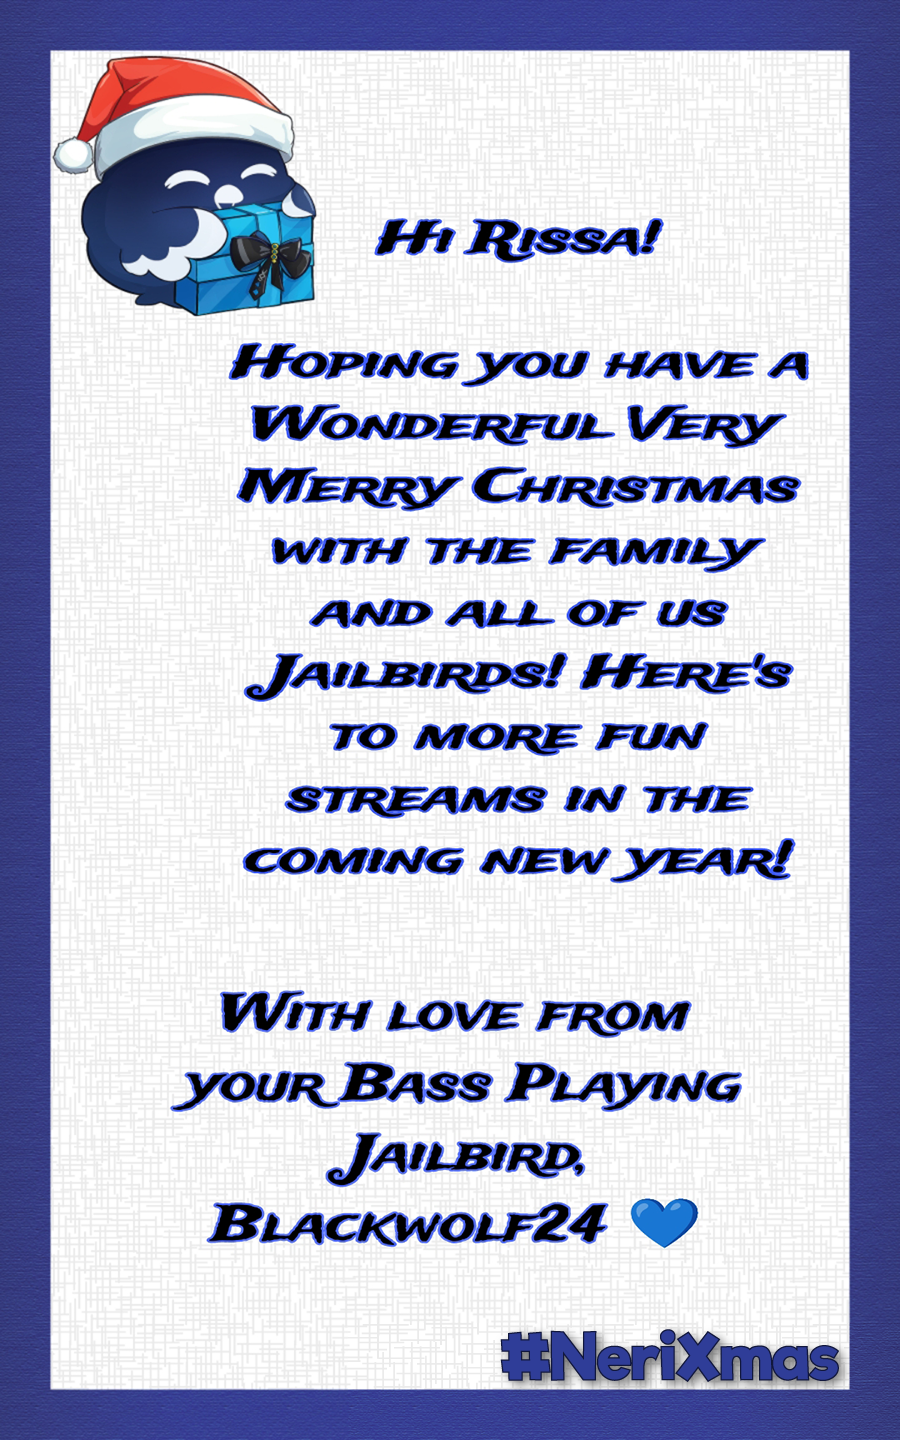 Hi Rissa!
Hoping you have a
Wonderful Very
Merry Christmas
with the family
and all of us
Jailbirds! Here's
to more fun
streams in the
coming new year!
With love from
your Bass Playing
Jailbird,
Blackwolf24 💙
#NeriXmas